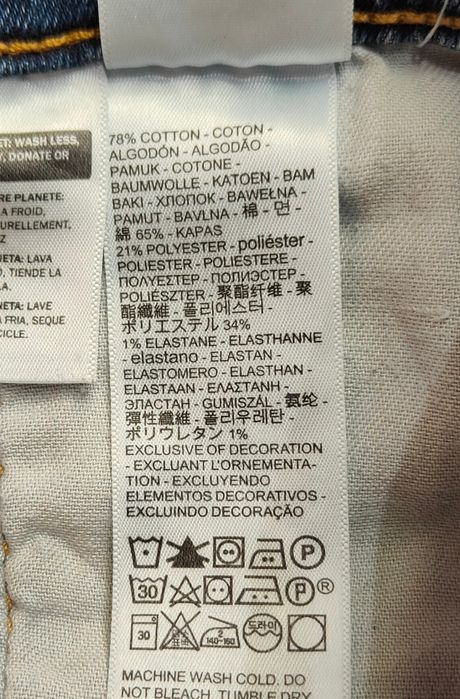 ET: WASH LESS,
DONATE OR
RE PLANETE:
A FROID,
URELLEMENT,
Z
NETA: LAVA
O, TIENDE LA
A.
NETA: LAVE
A FRIA, SEQUE
CICLE.
78% COTTON - COTON -
ALGODÓN - ALGODÃO -
PAMUK - COTONE -
BAUMWOLLE - KATOEN - BAM
BAKI - ХЛОПОК - BAWEŁNA -
PAMUT - BAVLNA - 棉 - 면 -
綿 65% - KAPAS
21% POLYESTER - poliéster -
POLIESTER - POLIESTERE -
ΠΟΛΥΕΣΤΕΡ - ПОЛИЭСТЕР -
POLIÉSZTER - 聚酯纤维 - 聚
酯纖維 - 폴리에스터 -
ポリエステル 34%
1% ELASTANE - ELASTHANNE
- elastano - ELASTAN -
ELASTOMERO - ELASTHAN -
ELASTAAN - ΕΛΑΣΤΑΝΗ -
ЭЛАСТАН - GUMISZÁL - 氨纶 -
彈性纖維 - 폴리우레탄 -
ポリウレタン 1%
EXCLUSIVE OF DECORATION
- EXCLUANT L'ORNEMENTA-
TION - EXCLUYENDO
ELEMENTOS DECORATIVOS -
EXCLUINDO DECORAÇÃO
P
30 P ®
30 2 140-160 드라이
MACHINE WASH COLD. DO
NOT BLEACH. TUMBLE DRY